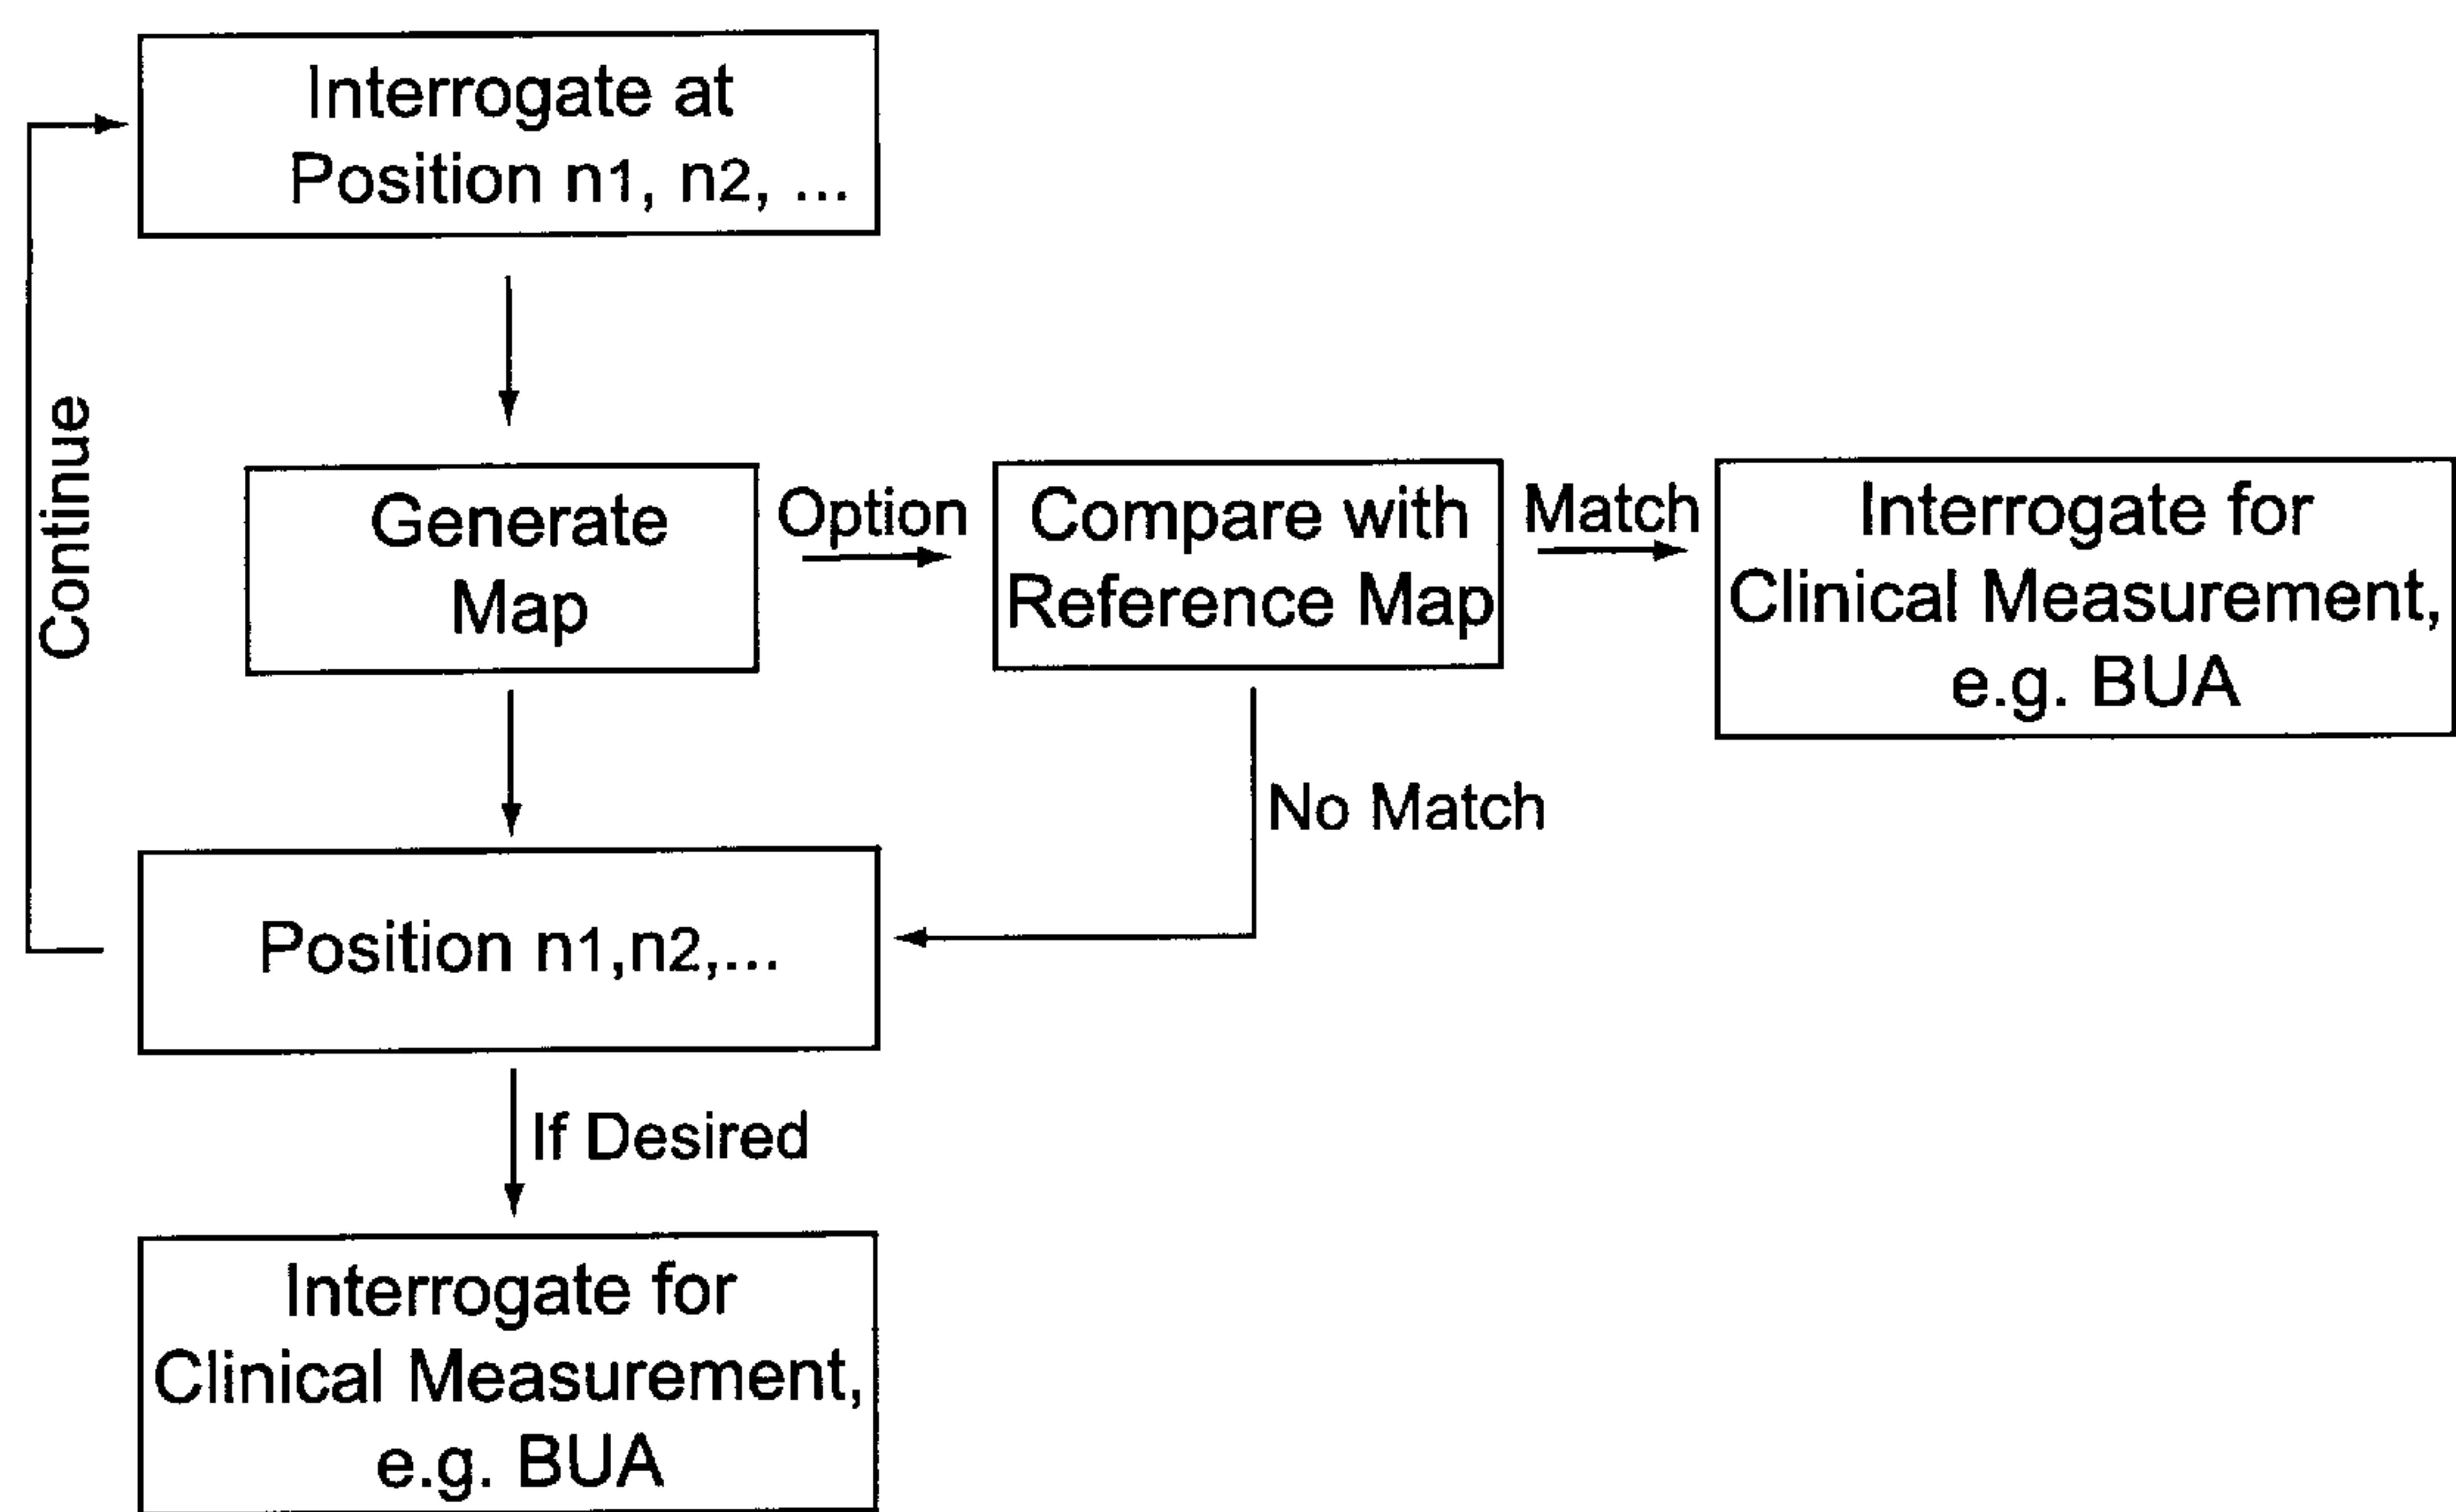 Interrogate at
Position n1, n2, ...
Continue
Generate
Map
Option
Compare with
Reference Map
Match
Interrogate for
Clinical Measurement,
e.g. BUA
No Match
Position n1,n2,...
If Desired
Interrogate for
Clinical Measurement,
e.g. BUA